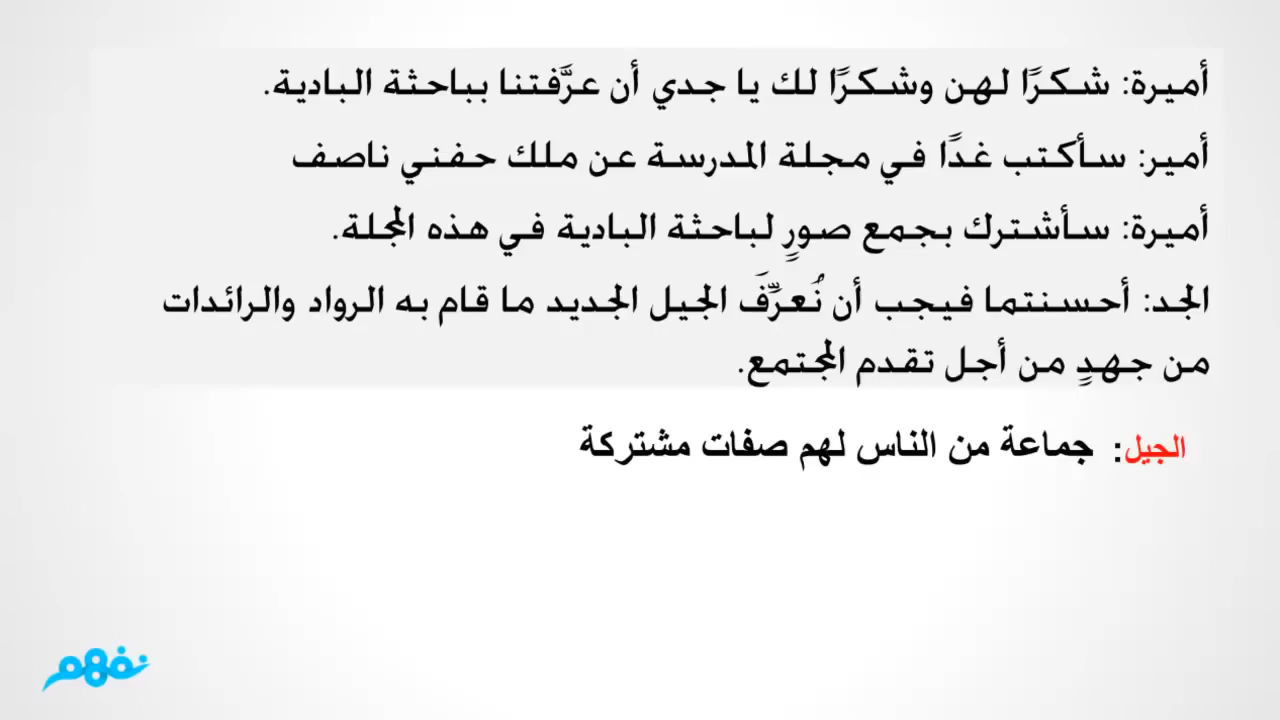 أميرة: شكرًا لهن وشكرًا لك يا جدي أن عرَّفتنا بباحثة البادية.
أمير: سأكتب غدًا في مجلة المدرسة عن ملك حفني ناصف
أميرة: سأشترك بجمع صورٍ لباحثة البادية في هذه المجلة.
الجد: أحسنتما فيجب أن نُعرِّفَ الجيل الجديد ما قام به الرواد والرائدات
من جهدٍ من أجل تقدم المجتمع.
الجيل: جماعة من الناس لهم صفات مشتركة
نفهم